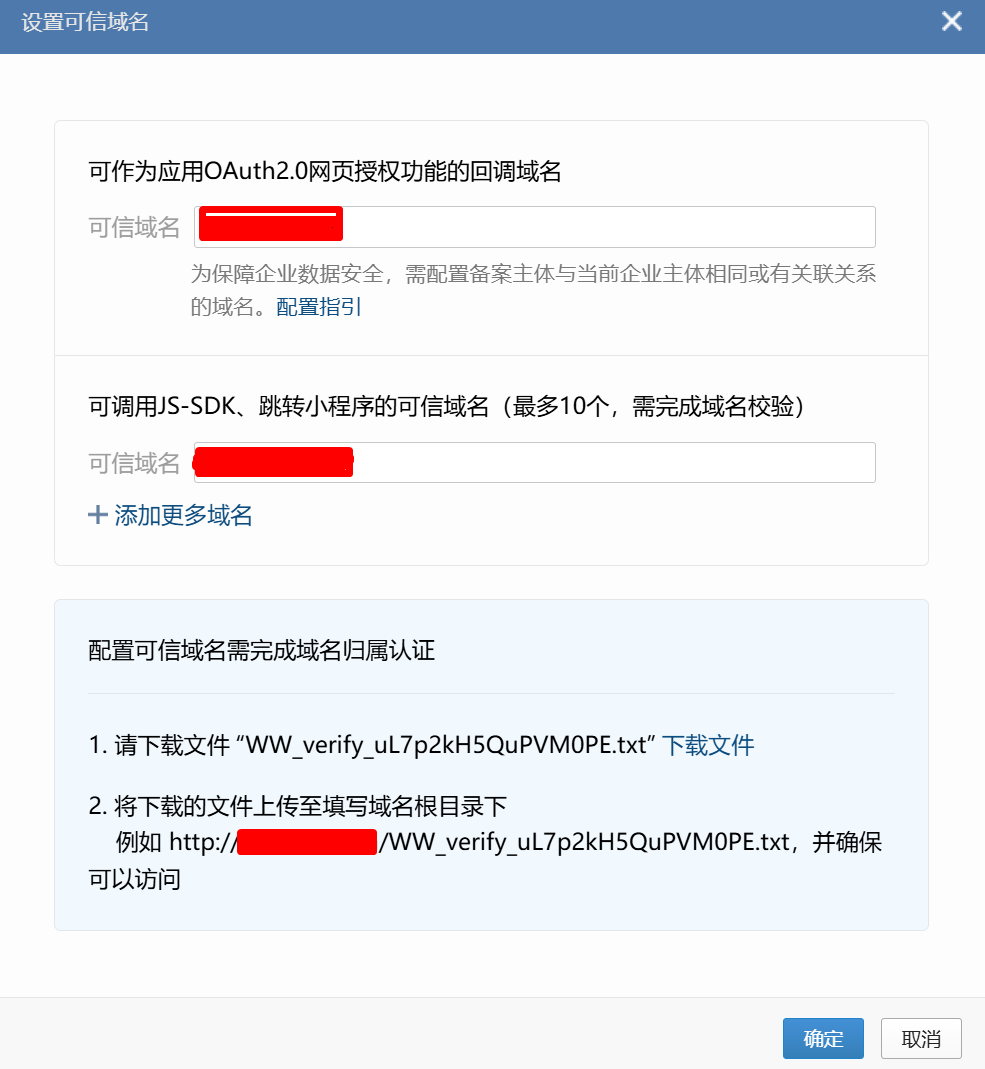 设置可信域名
可作为应用OAuth2.0网页授权功能的回调域名
可信域名
为保障企业数据安全，需配置备案主体与当前企业主体相同或有关联关系
的域名。配置指引
可调用JS-SDK、跳转小程序的可信域名（最多10个，需完成域名校验）
可信域名
添加更多域名
配置可信域名需完成域名归属认证
1. 请下载文件 “WW_verify_uL7p2kH5QuPVM0PE.txt” 下载文件
2. 将下载的文件上传至填写域名根目录下
例如 http:///WW_verify_uL7p2kH5QuPVM0PE.txt，并确保
可以访问
确定 取消